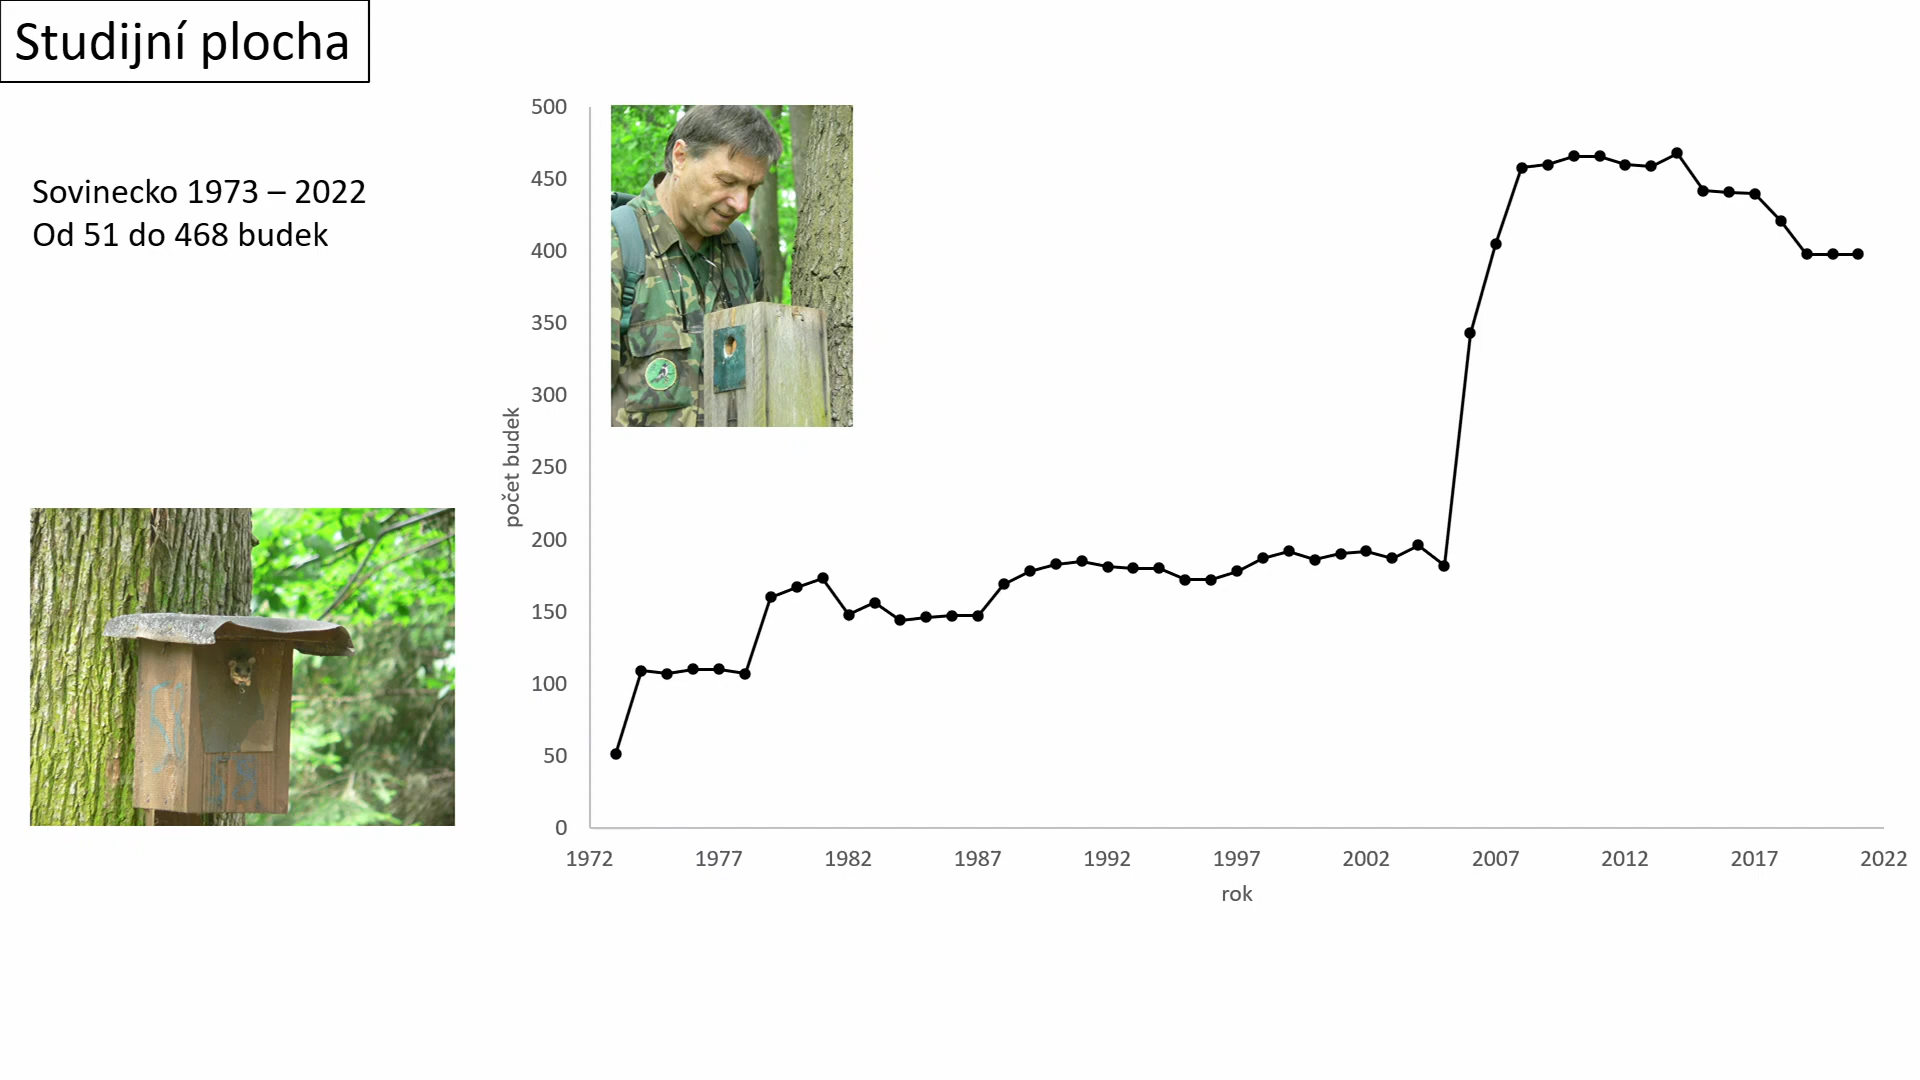 Studijní plocha
Sovinecko 1973 – 2022
Od 51 do 468 budek
500
450
400
350
300
250
200
150
100
50
0
počet budek
1972 1977 1982 1987 1992 1997 2002 2007 2012 2017 2022
rok